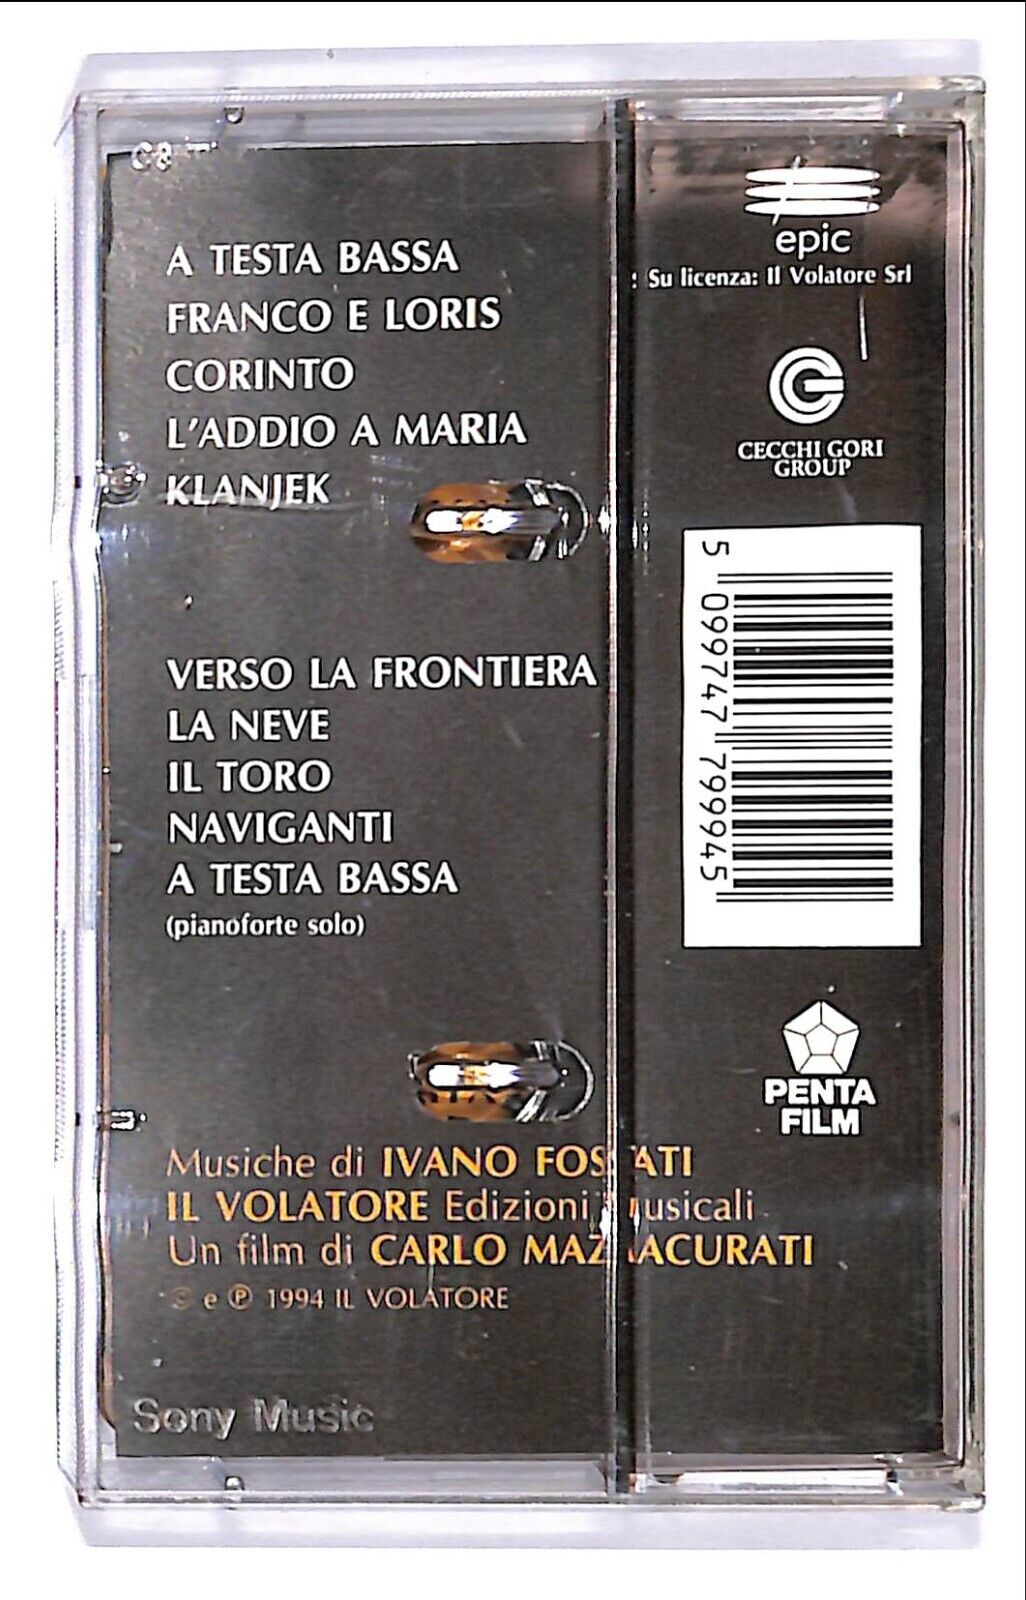 A TESTA BASSA
FRANCO E LORIS
CORINTO
L'ADDIO A MARIA
KLANJEK
VERSO LA FRONTIERA
LA NEVE
IL TORO
NAVIGANTI
A TESTA BASSA
(pianoforte solo)
Musiche di IVANO FOSSATI
IL VOLATORE Edizioni Musicali
Un film di CARLO MAZZACURATI
© e ℗ 1994 IL VOLATORE
Sony Music
epic
: Su licenza: Il Volatore Srl
CECCHI GORI
GROUP
5 099747 799945
PENTA
FILM